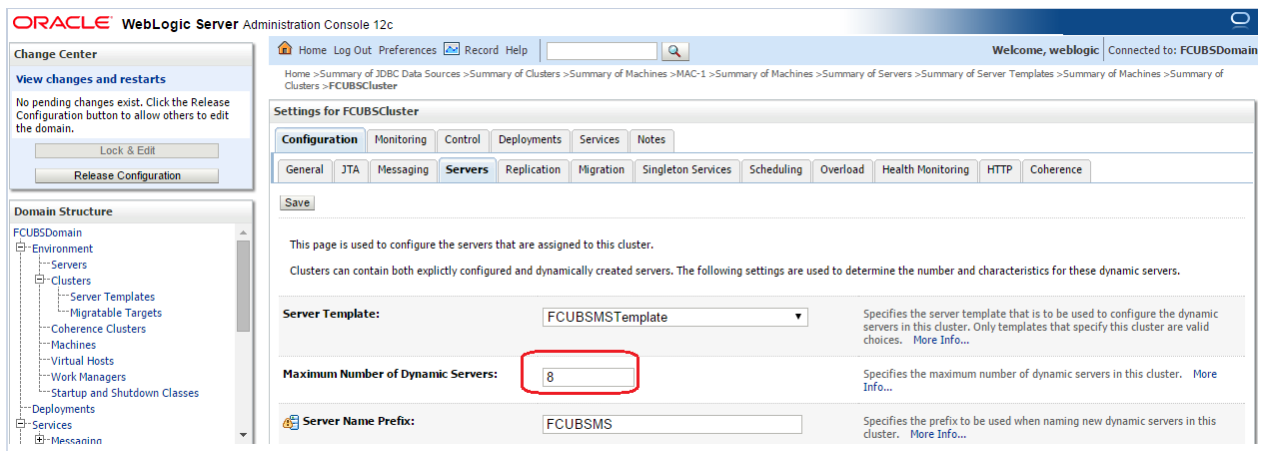 ORACLE WebLogic Server Administration Console 12c
Change Center
View changes and restarts
No pending changes exist. Click the Release
Configuration button to allow others to edit
the domain.
Lock & Edit
Release Configuration
Domain Structure
FCUBSDomain
Environment
Servers
Clusters
Server Templates
Migratable Targets
Coherence Clusters
Machines
Virtual Hosts
Work Managers
Startup and Shutdown Classes
Deployments
Services
Messaging
Home Log Out Preferences Record Help
Welcome, weblogic Connected to: FCUBSDomain
Home >Summary of JDBC Data Sources >Summary of Clusters >Summary of Machines >MAC-1 >Summary of Machines >Summary of Servers >Summary of Server Templates >Summary of Machines >Summary of
Clusters >FCUBSCluster
Settings for FCUBSCluster
Configuration Monitoring Control Deployments Services Notes
General JTA Messaging Servers Replication Migration Singleton Services Scheduling Overload Health Monitoring HTTP Coherence
Save
This page is used to configure the servers that are assigned to this cluster.
Clusters can contain both explictly configured and dynamically created servers. The following settings are used to determine the number and characteristics for these dynamic servers.
Server Template: FCUBSMSTemplate
Specifies the server template that is to be used to configure the dynamic
servers in this cluster. Only templates that specify this cluster are valid
choices. More Info...
Maximum Number of Dynamic Servers: 8
Specifies the maximum number of dynamic servers in this cluster. More
Info...
Server Name Prefix: FCUBSMS
Specifies the prefix to be used when naming new dynamic servers in this
cluster. More Info...